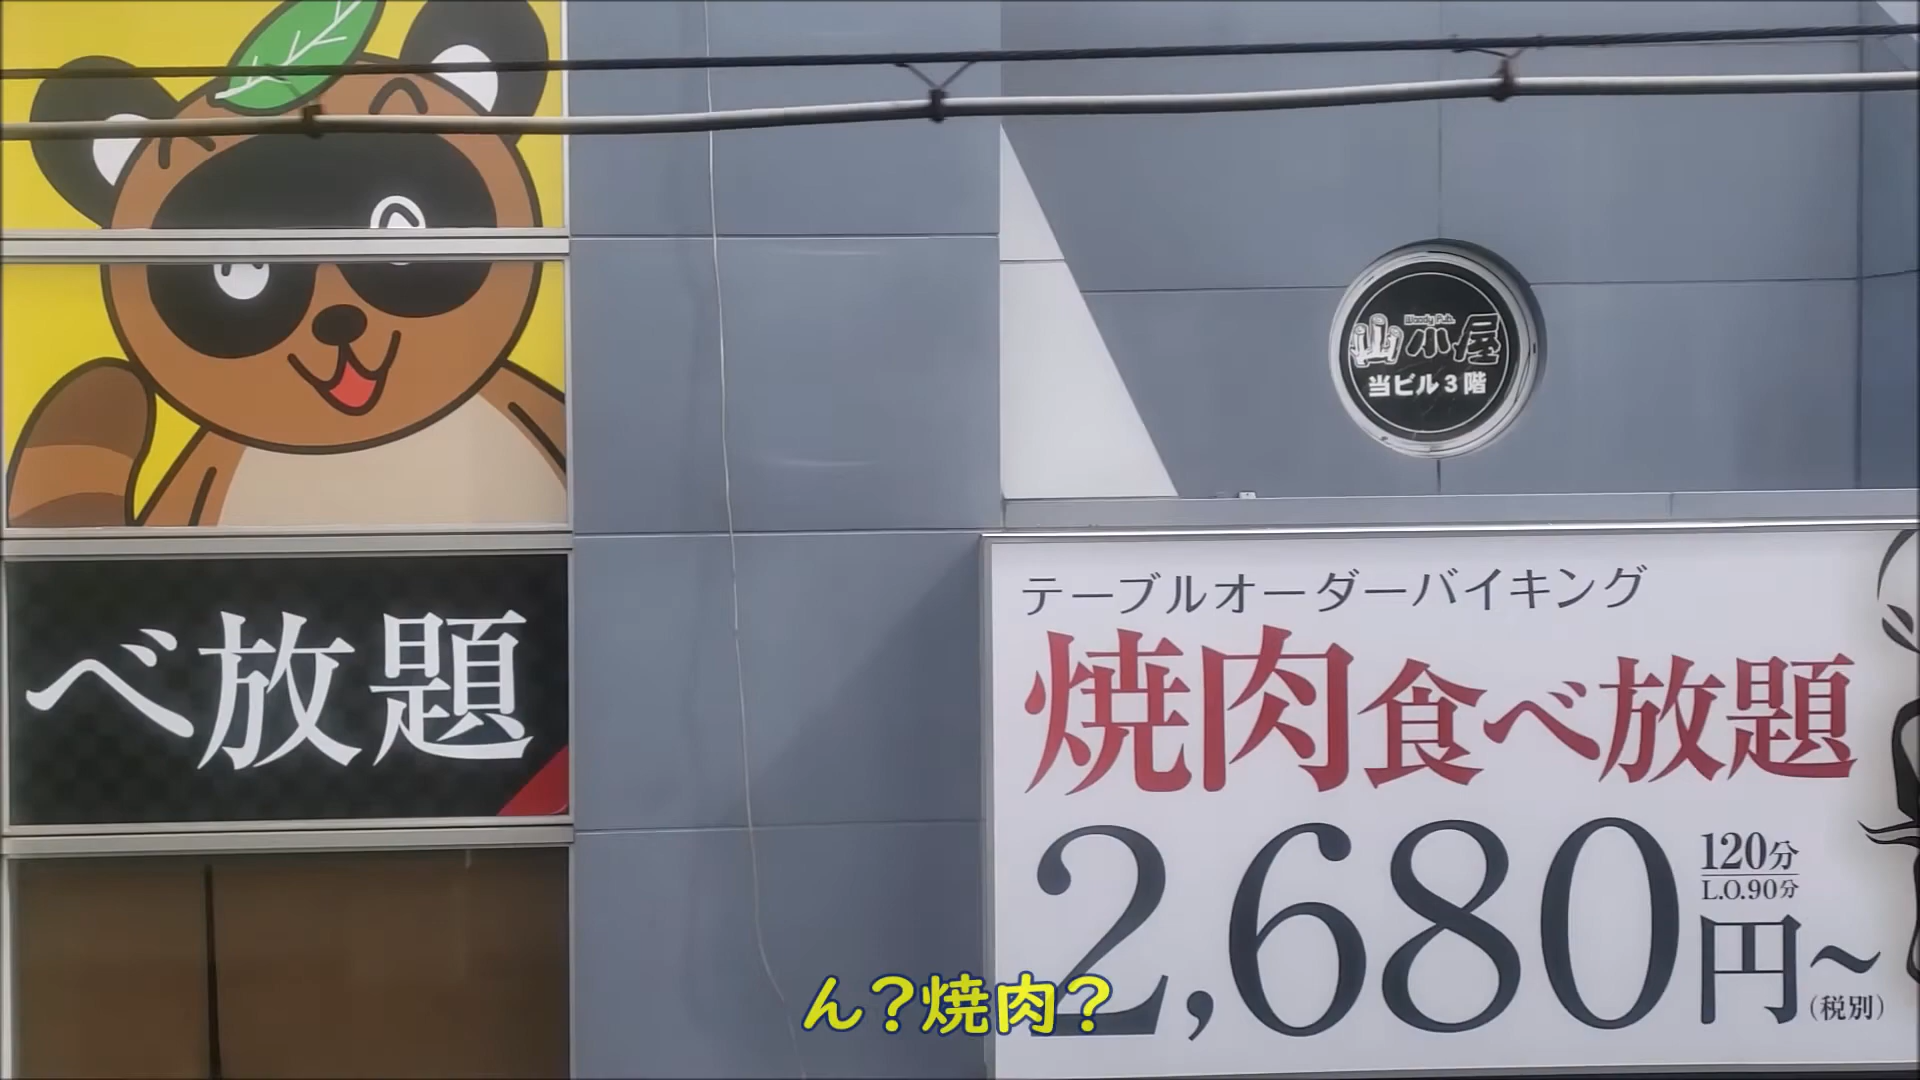 Woody Pub
山小屋
当ビル3階
べ放題
テーブルオーダーバイキング
焼肉食べ放題
2,680円～
120分
L.O.90分
(税別)
ん?焼肉?